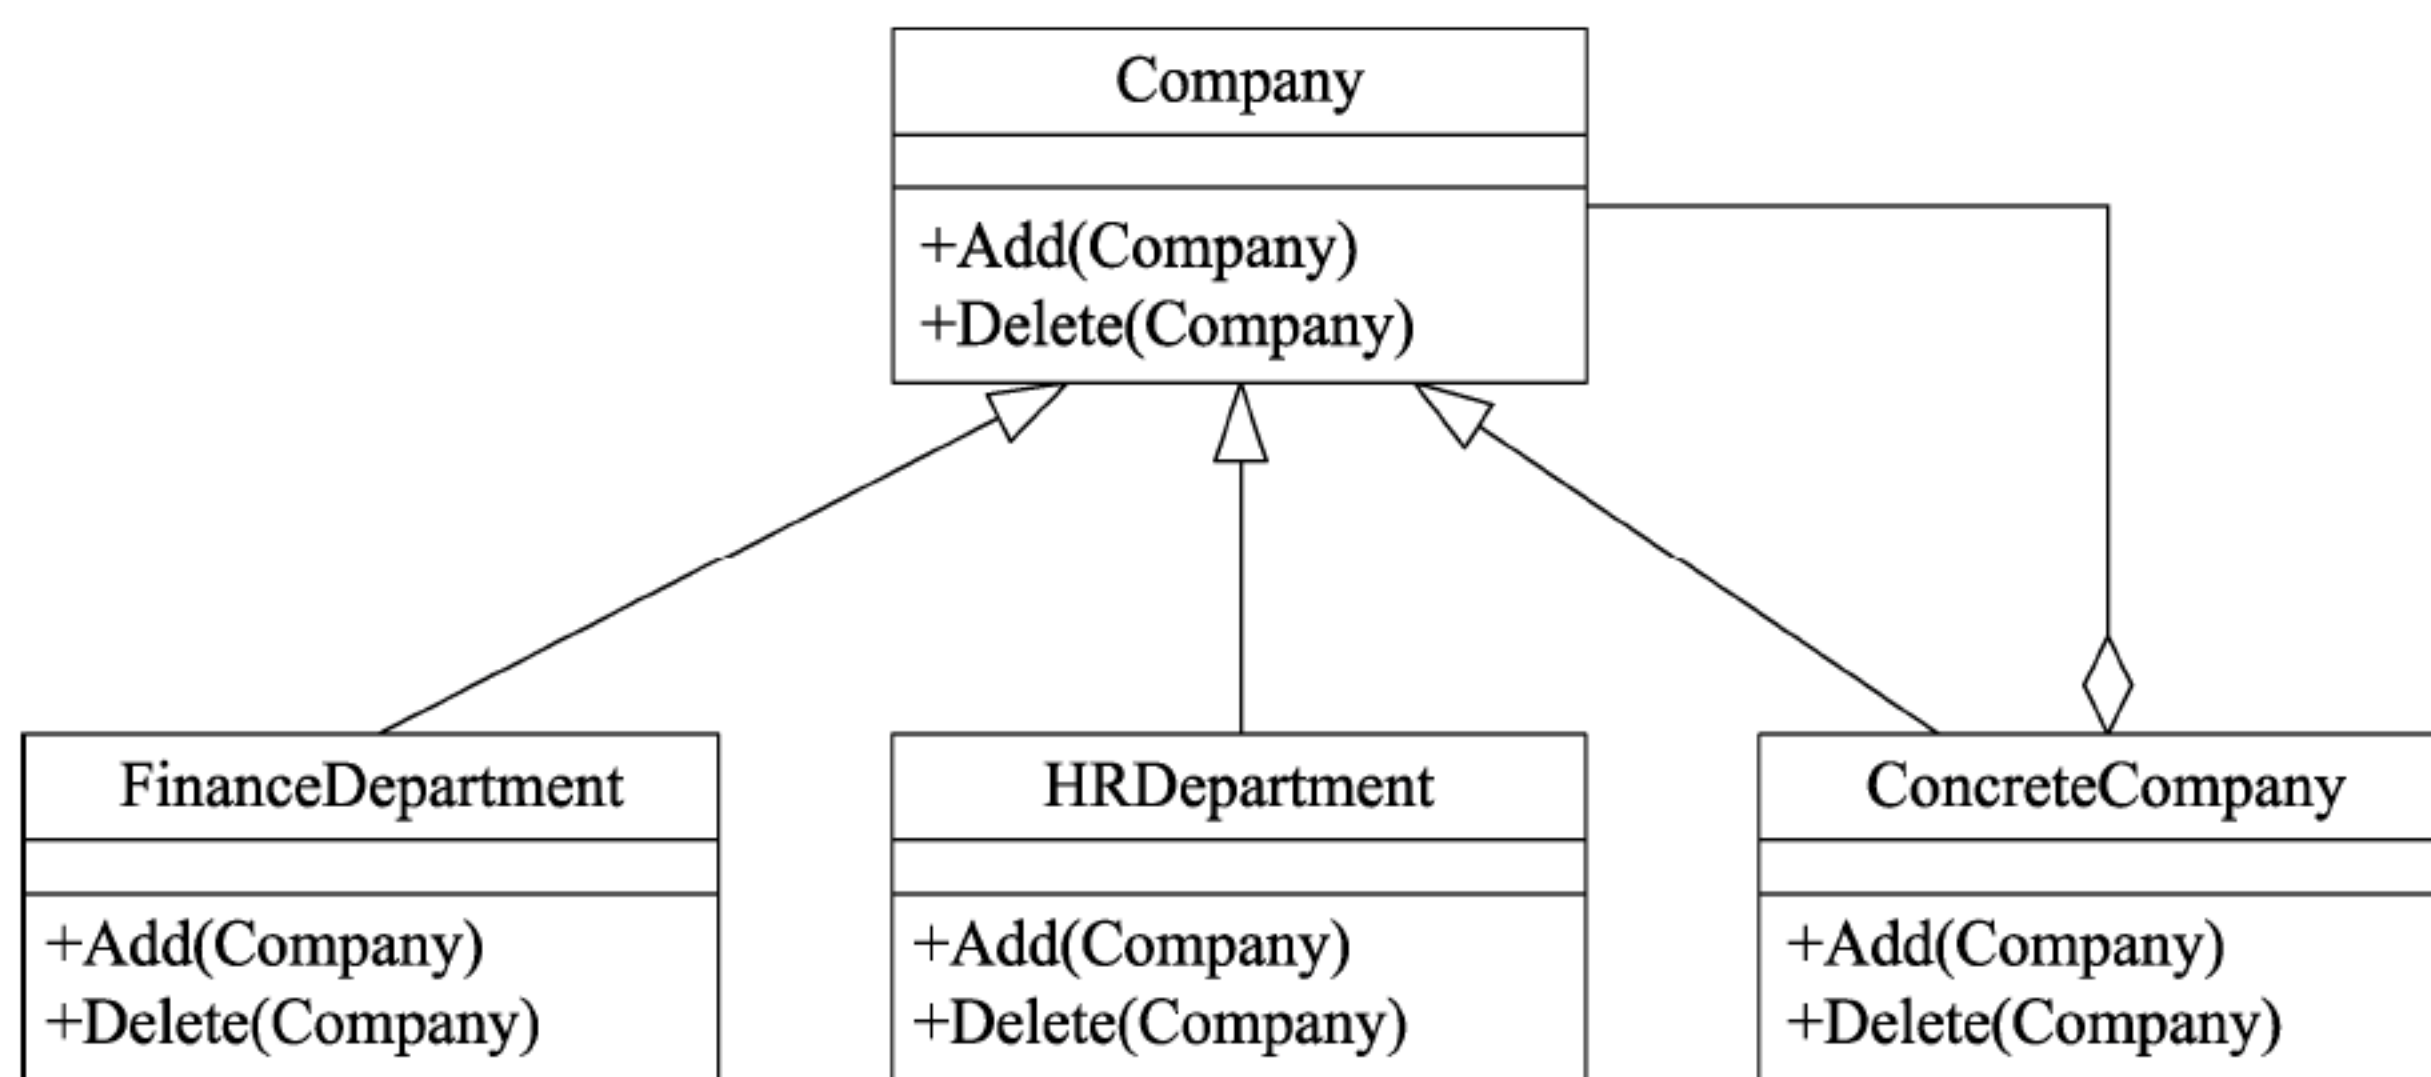 Company
+Add(Company)
+Delete(Company)
FinanceDepartment
+Add(Company)
+Delete(Company)
HRDepartment
+Add(Company)
+Delete(Company)
ConcreteCompany
+Add(Company)
+Delete(Company)